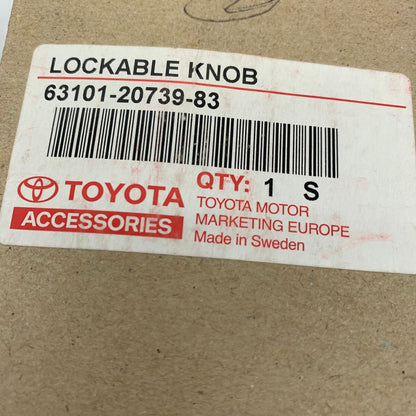 LOCKABLE KNOB
63101-20739-83
TOYOTA
ACCESSORIES
QTY: 1 S
TOYOTA MOTOR
MARKETING EUROPE
Made in Sweden